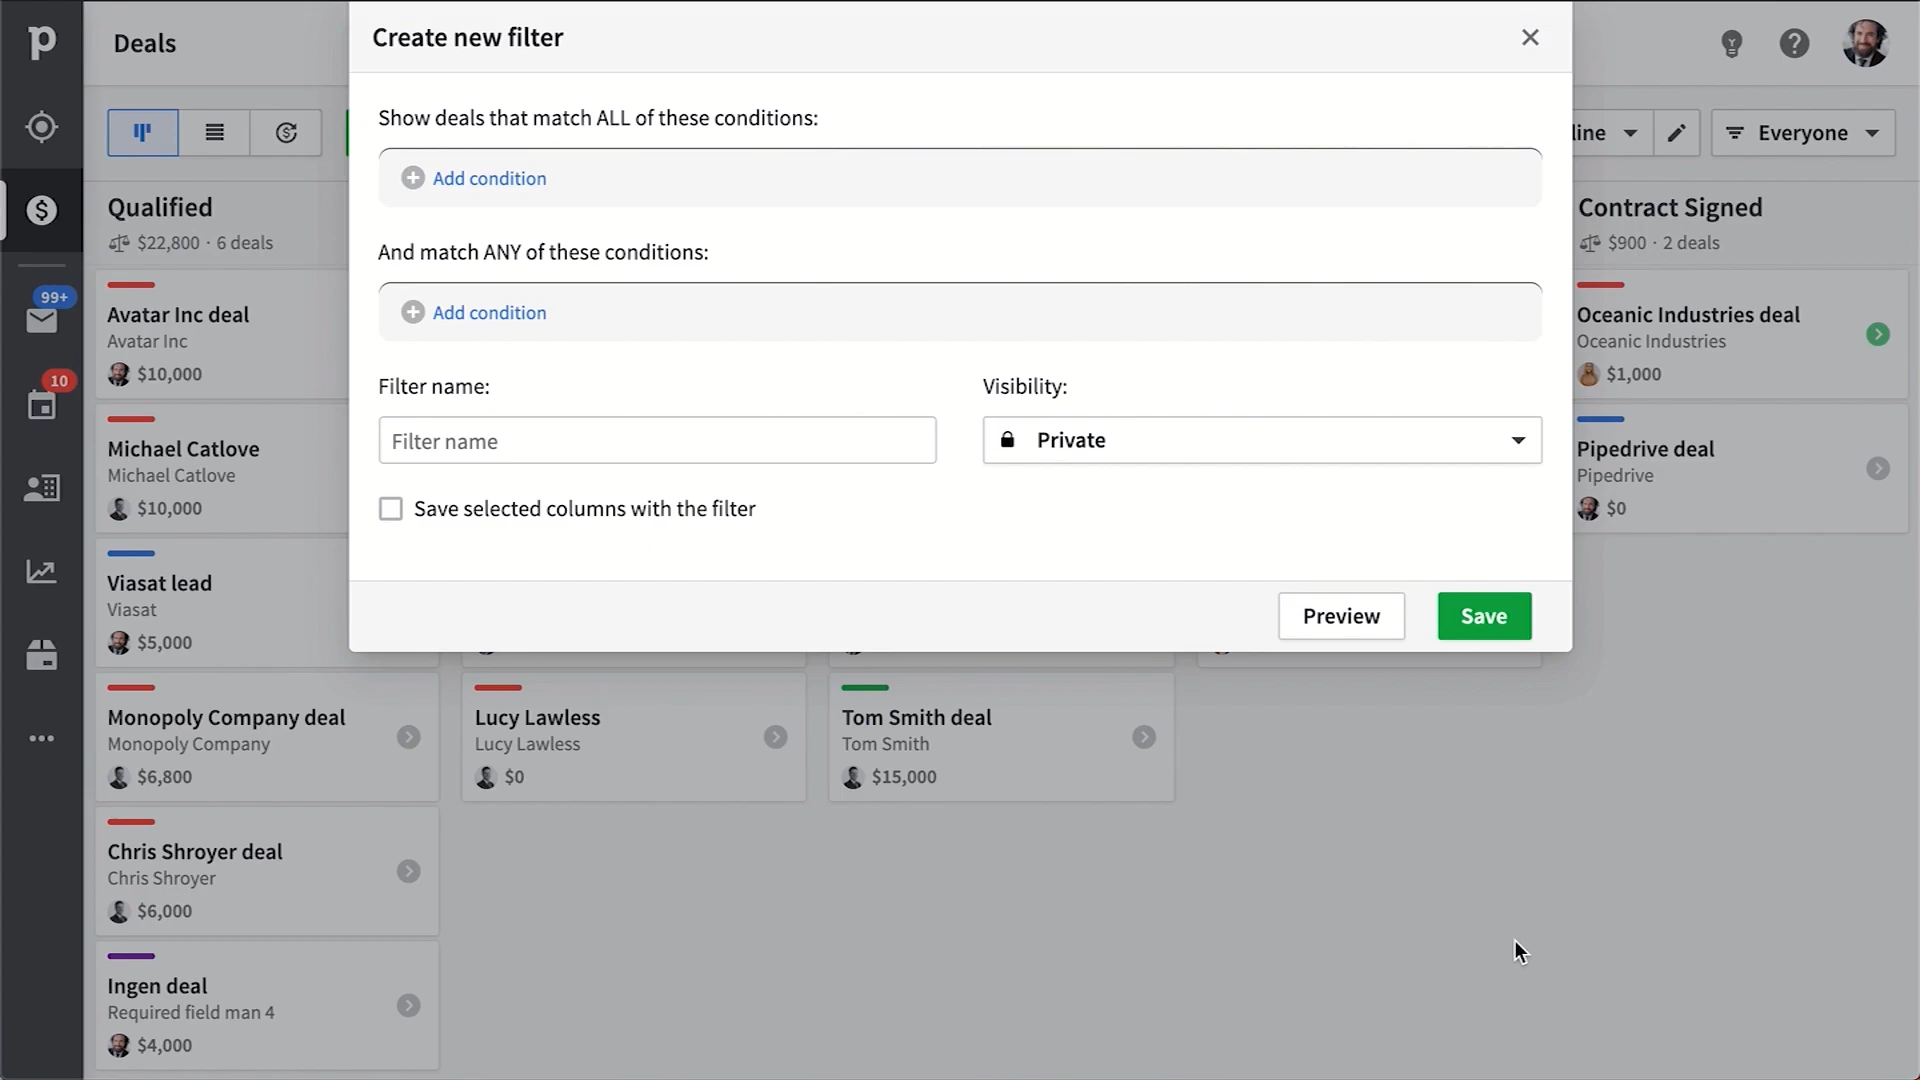 p
Deals
Create new filter
Show deals that match ALL of these conditions:
Add condition
And match ANY of these conditions:
Add condition
Filter name:
Visibility:
Filter name
Private
Save selected columns with the filter
Preview
Save
line
Everyone
99+
10
Qualified
$22,800 · 6 deals
Avatar Inc deal
Avatar Inc
$10,000
Michael Catlove
Michael Catlove
$10,000
Viasat lead
Viasat
$5,000
Monopoly Company deal
Monopoly Company
$6,800
Chris Shroyer deal
Chris Shroyer
$6,000
Ingen deal
Required field man 4
$4,000
Lucy Lawless
Lucy Lawless
$0
Tom Smith deal
Tom Smith
$15,000
Contract Signed
$900 · 2 deals
Oceanic Industries deal
Oceanic Industries
$1,000
Pipedrive deal
Pipedrive
$0